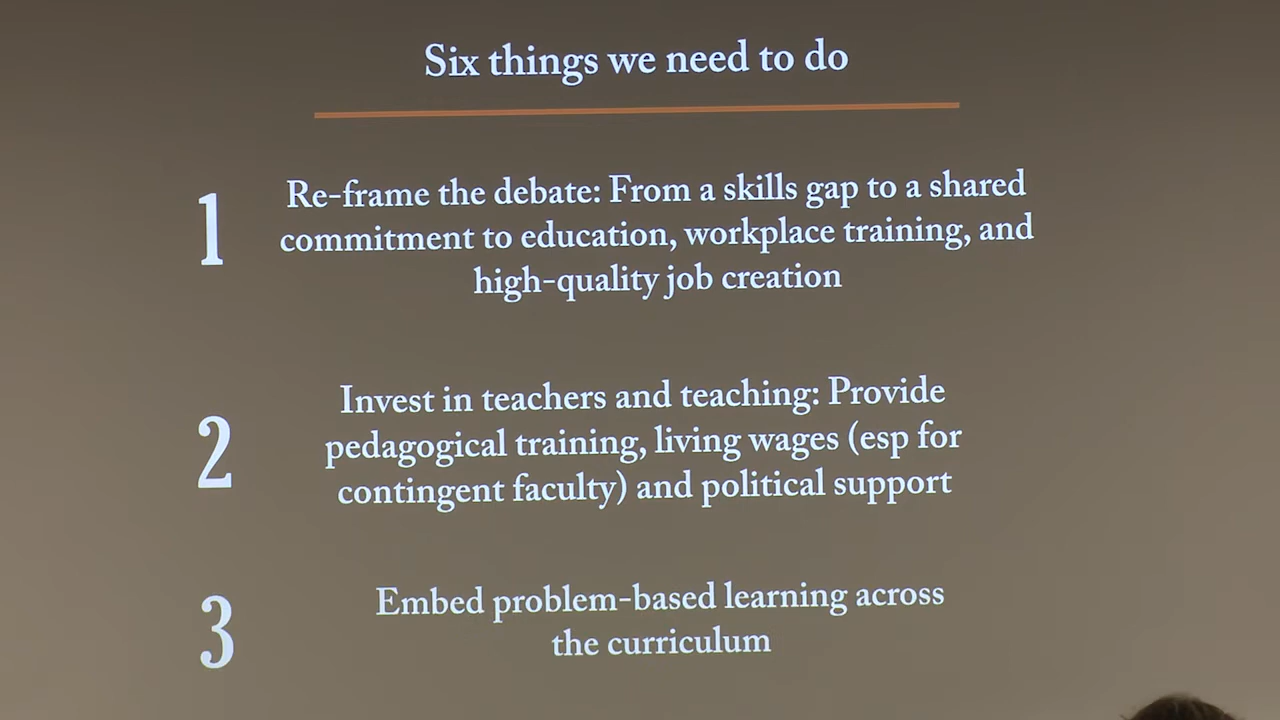 Six things we need to do
1
Re-frame the debate: From a skills gap to a shared
commitment to education, workplace training, and
high-quality job creation
2
Invest in teachers and teaching: Provide
pedagogical training, living wages (esp for
contingent faculty) and political support
3
Embed problem-based learning across
the curriculum